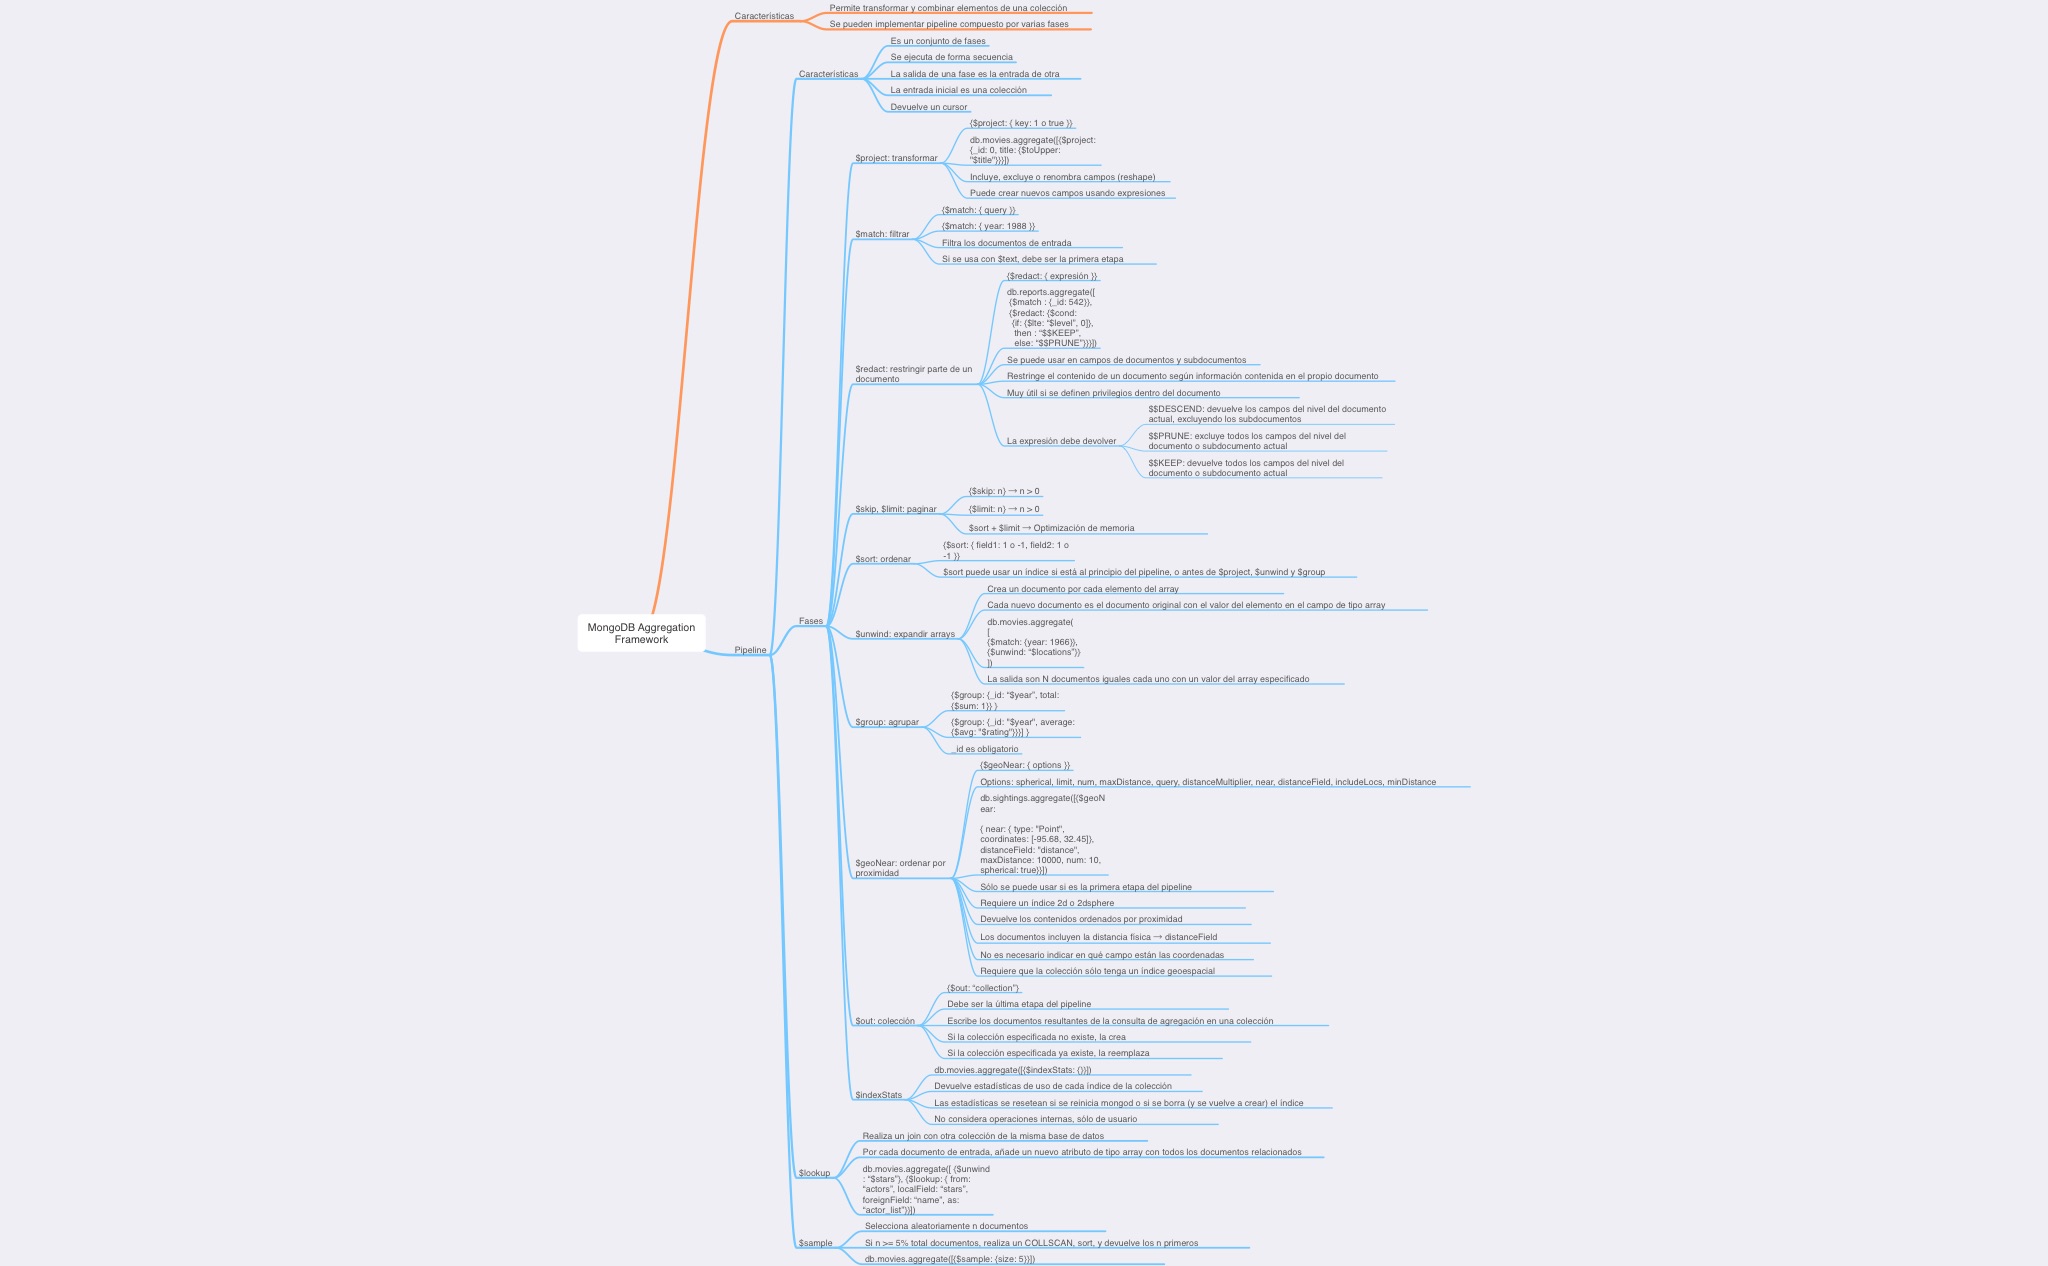 Características
Permite transformar y combinar elementos de una colección
Se pueden implementar pipeline compuesto por varias fases
MongoDB Aggregation
Framework
Pipeline
Características
Es un conjunto de fases
Se ejecuta de forma secuencia
La salida de una fase es la entrada de otra
La entrada inicial es una colección
Devuelve un cursor
Fases
$project: transformar
{$project: { key: 1 o true }}
db.movies.aggregate([{$project:
{_id: 0, title: {$toUpper:
"$title"}}}])
Incluye, excluye o renombra campos (reshape)
Puede crear nuevos campos usando expresiones
$match: filtrar
{$match: { query }}
{$match: { year: 1988 }}
Filtra los documentos de entrada
Si se usa con $text, debe ser la primera etapa
$redact: restringir parte de un
documento
{$redact: { expresión }}
db.reports.aggregate([
{$match : {_id: 542}},
{$redact: {$cond:
{if: {$lte: “$level”, 0]},
then : “$$KEEP”,
else: “$$PRUNE”}}}])
Se puede usar en campos de documentos y subdocumentos
Restringe el contenido de un documento según información contenida en el propio documento
Muy útil si se definen privilegios dentro del documento
La expresión debe devolver
$$DESCEND: devuelve los campos del nivel del documento
actual, excluyendo los subdocumentos
$$PRUNE: excluye todos los campos del nivel del
documento o subdocumento actual
$$KEEP: devuelve todos los campos del nivel del
documento o subdocumento actual
$skip, $limit: paginar
{$skip: n} → n > 0
{$limit: n} → n > 0
$sort + $limit → Optimización de memoria
$sort: ordenar
{$sort: { field1: 1 o -1, field2: 1 o
-1 }}
$sort puede usar un índice si está al principio del pipeline, o antes de $project, $unwind y $group
$unwind: expandir arrays
Crea un documento por cada elemento del array
Cada nuevo documento es el documento original con el valor del elemento en el campo de tipo array
db.movies.aggregate(
[
{$match: {year: 1966}},
{$unwind: “$locations”}}
])
La salida son N documentos iguales cada uno con un valor del array especificado
$group: agrupar
{$group: {_id: “$year”, total:
{$sum: 1}} }
{$group: {_id: "$year", average:
{$avg: "$rating"}}}] }
_id es obligatorio
$geoNear: ordenar por
proximidad
{$geoNear: { options }}
Options: spherical, limit, num, maxDistance, query, distanceMultiplier, near, distanceField, includeLocs, minDistance
db.sightings.aggregate([{$geoN
ear:
{ near: { type: "Point",
coordinates: [-95.68, 32.45]},
distanceField: "distance",
maxDistance: 10000, num: 10,
spherical: true}}])
Sólo se puede usar si es la primera etapa del pipeline
Requiere un índice 2d o 2dsphere
Devuelve los contenidos ordenados por proximidad
Los documentos incluyen la distancia física → distanceField
No es necesario indicar en qué campo están las coordenadas
Requiere que la colección sólo tenga un índice geoespacial
$out: colección
{$out: “collection”}
Debe ser la última etapa del pipeline
Escribe los documentos resultantes de la consulta de agregación en una colección
Si la colección especificada no existe, la crea
Si la colección especificada ya existe, la reemplaza
$indexStats
db.movies.aggregate([{$indexStats: {}}])
Devuelve estadísticas de uso de cada índice de la colección
Las estadísticas se resetean si se reinicia mongod o si se borra (y se vuelve a crear) el índice
No considera operaciones internas, sólo de usuario
$lookup
Realiza un join con otra colección de la misma base de datos
Por cada documento de entrada, añade un nuevo atributo de tipo array con todos los documentos relacionados
db.movies.aggregate([ {$unwind
: “$stars”}, {$lookup: { from:
“actors”, localField: “stars”,
foreignField: “name”, as:
“actor_list”}}])
$sample
Selecciona aleatoriamente n documentos
Si n >= 5% total documentos, realiza un COLLSCAN, sort, y devuelve los n primeros
db.movies.aggregate([{$sample: {size: 5}}])